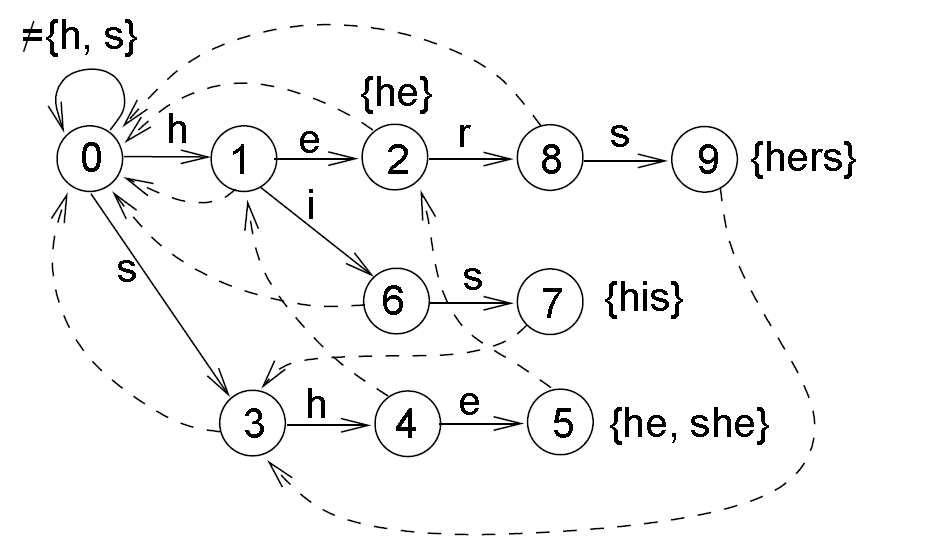 ≠{h, s}
{he}
0 h 1 e 2 r 8 s 9 {hers}
i
s
6 s 7 {his}
3 h 4 e 5 {he, she}